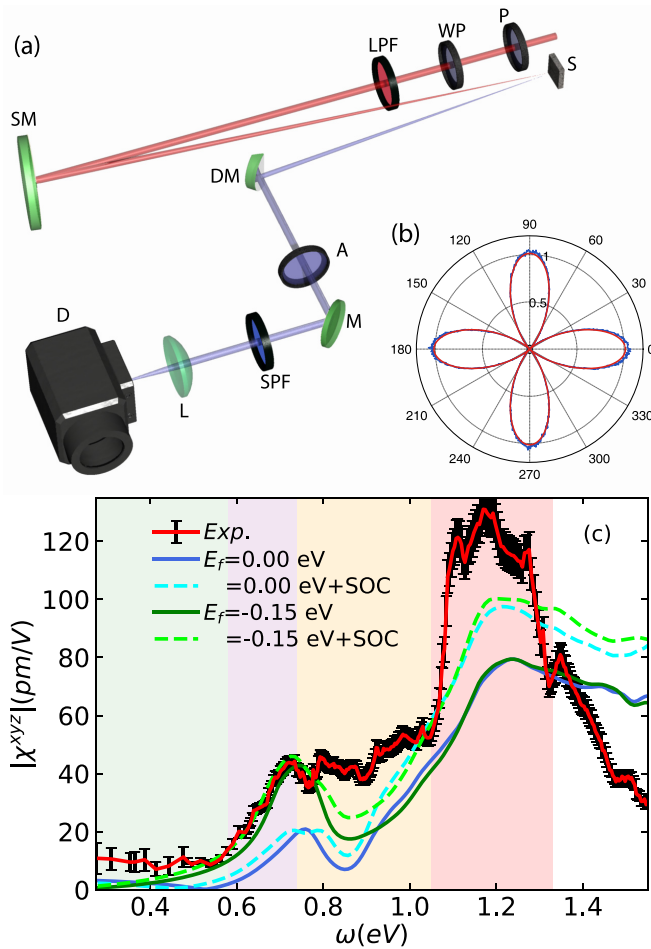 (a)
LPF
WP
P
S
SM
DM
A
D
M
SPF
L
(b)
90
120
60
150
30
1
0.5
180
0
210
330
240
300
270
(c)
Exp.
E_f=0.00 eV
=0.00 eV+SOC
E_f=-0.15 eV
=-0.15 eV+SOC
|χ^{xyz}|(pm/V)
120
100
80
60
40
20
0
0.4 0.6 0.8 1.0 1.2 1.4
ω(eV)